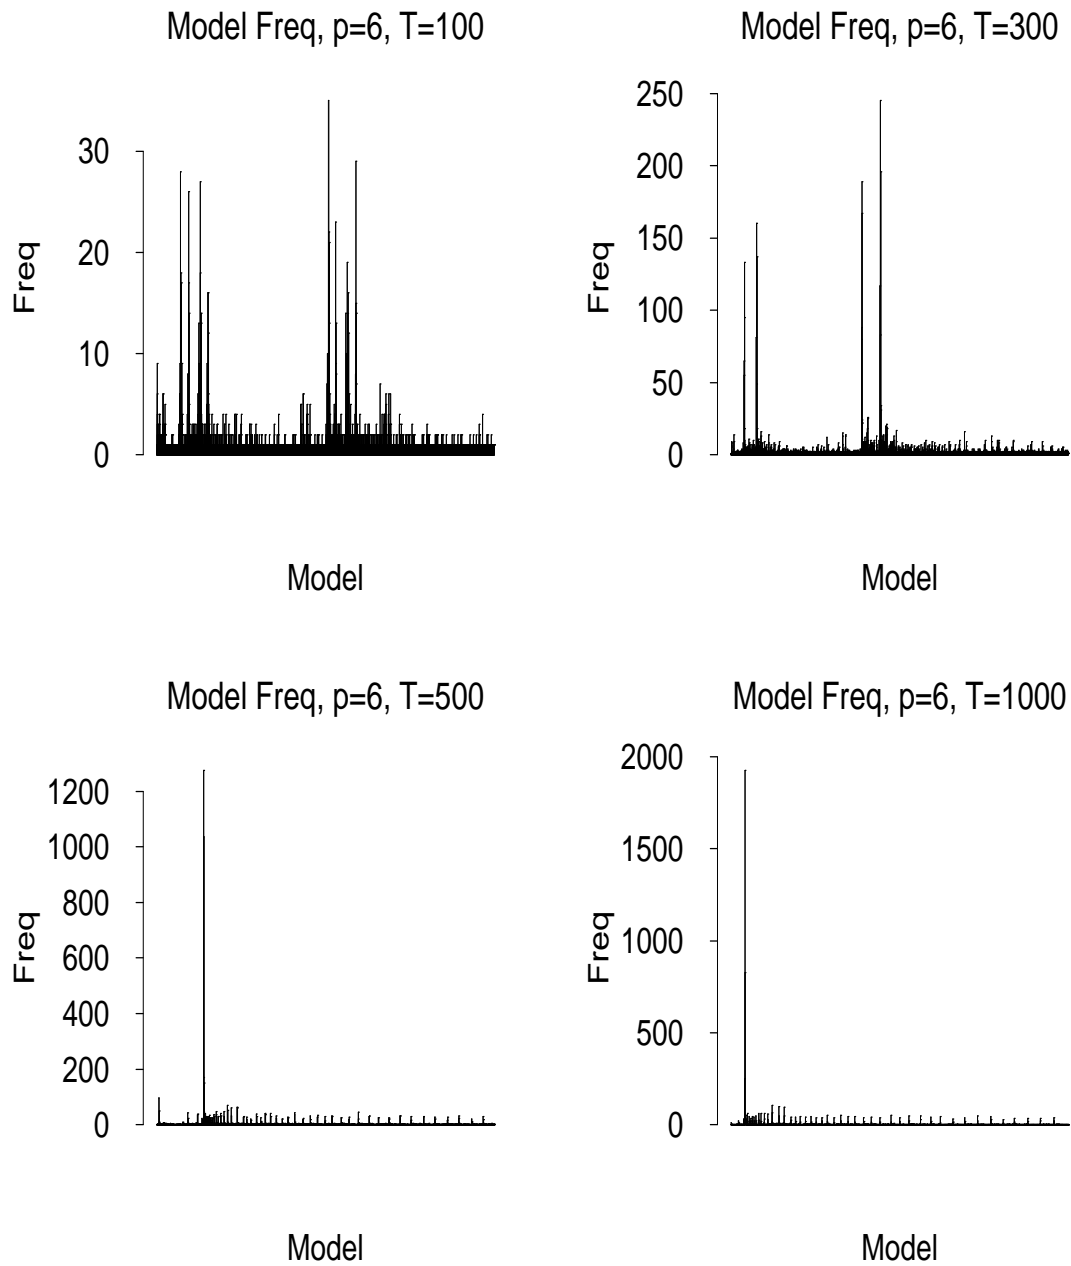 Model Freq, p=6, T=100
30
20
10
0
Freq
Model
Model Freq, p=6, T=300
250
200
150
100
50
0
Freq
Model
Model Freq, p=6, T=500
1200
1000
800
600
400
200
0
Freq
Model
Model Freq, p=6, T=1000
2000
1500
1000
500
0
Freq
Model